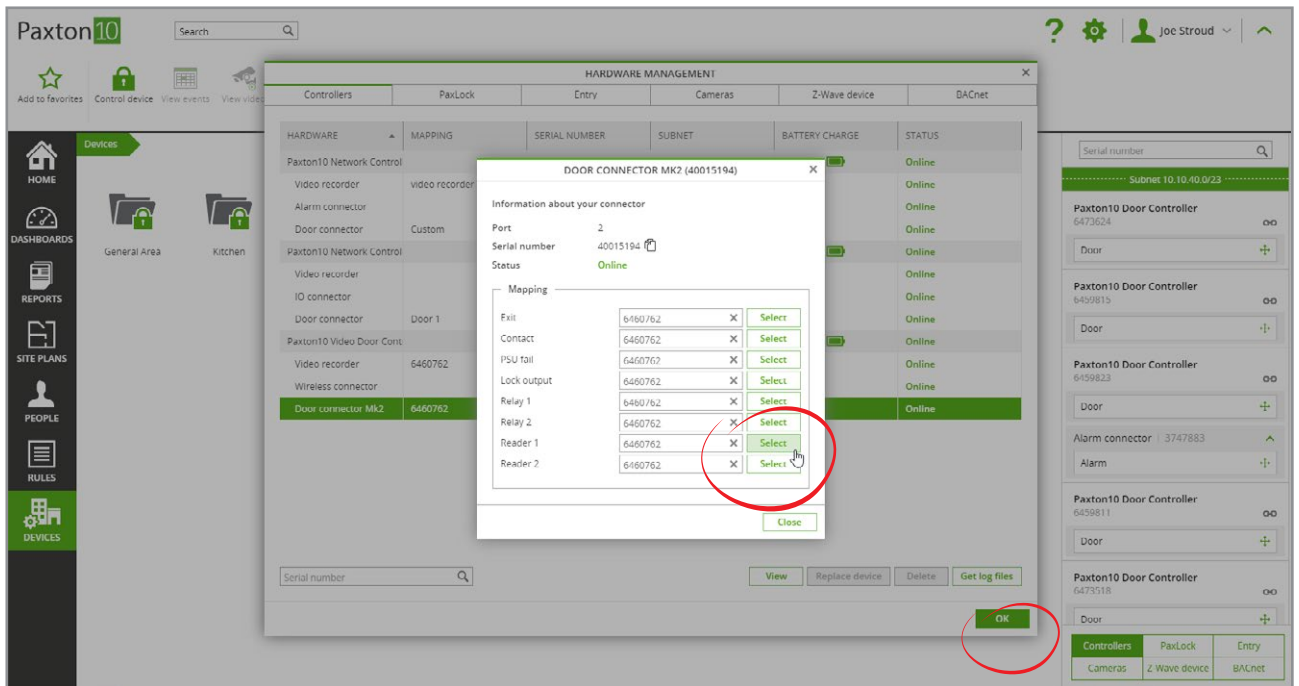 Paxton10
Search
Joe Stroud
Add to favorites
Control device
View events
View video
HOME
DASHBOARDS
REPORTS
SITE PLANS
PEOPLE
RULES
DEVICES
Devices
General Area
Kitchen
HARDWARE MANAGEMENT
Controllers PaxLock Entry Cameras Z-Wave device BACnet
HARDWARE MAPPING SERIAL NUMBER SUBNET BATTERY CHARGE STATUS
Paxton10 Network Control Online
Video recorder video recorder Online
Alarm connector Online
Door connector Custom Online
Paxton10 Network Control Online
Video recorder Online
IO connector Online
Door connector Door 1 Online
Paxton10 Video Door Cont Online
Video recorder 6460762 Online
Wireless connector Online
Door connector Mk2 6460762 Online
DOOR CONNECTOR MK2 (40015194)
Information about your connector
Port 2
Serial number 40015194
Status Online
Mapping
Exit 6460762 Select
Contact 6460762 Select
PSU fail 6460762 Select
Lock output 6460762 Select
Relay 1 6460762 Select
Relay 2 6460762 Select
Reader 1 6460762 Select
Reader 2 6460762 Select
Close
Serial number
View Replace device Delete Get log files
OK
Serial number
Subnet 10.10.40.0/23
Paxton10 Door Controller
6473624
Door
Paxton10 Door Controller
6459815
Door
Paxton10 Door Controller
6459823
Door
Alarm connector 3747883
Alarm
Paxton10 Door Controller
6459811
Door
Paxton10 Door Controller
6473518
Door
Controllers PaxLock Entry
Cameras Z-Wave device BACnet